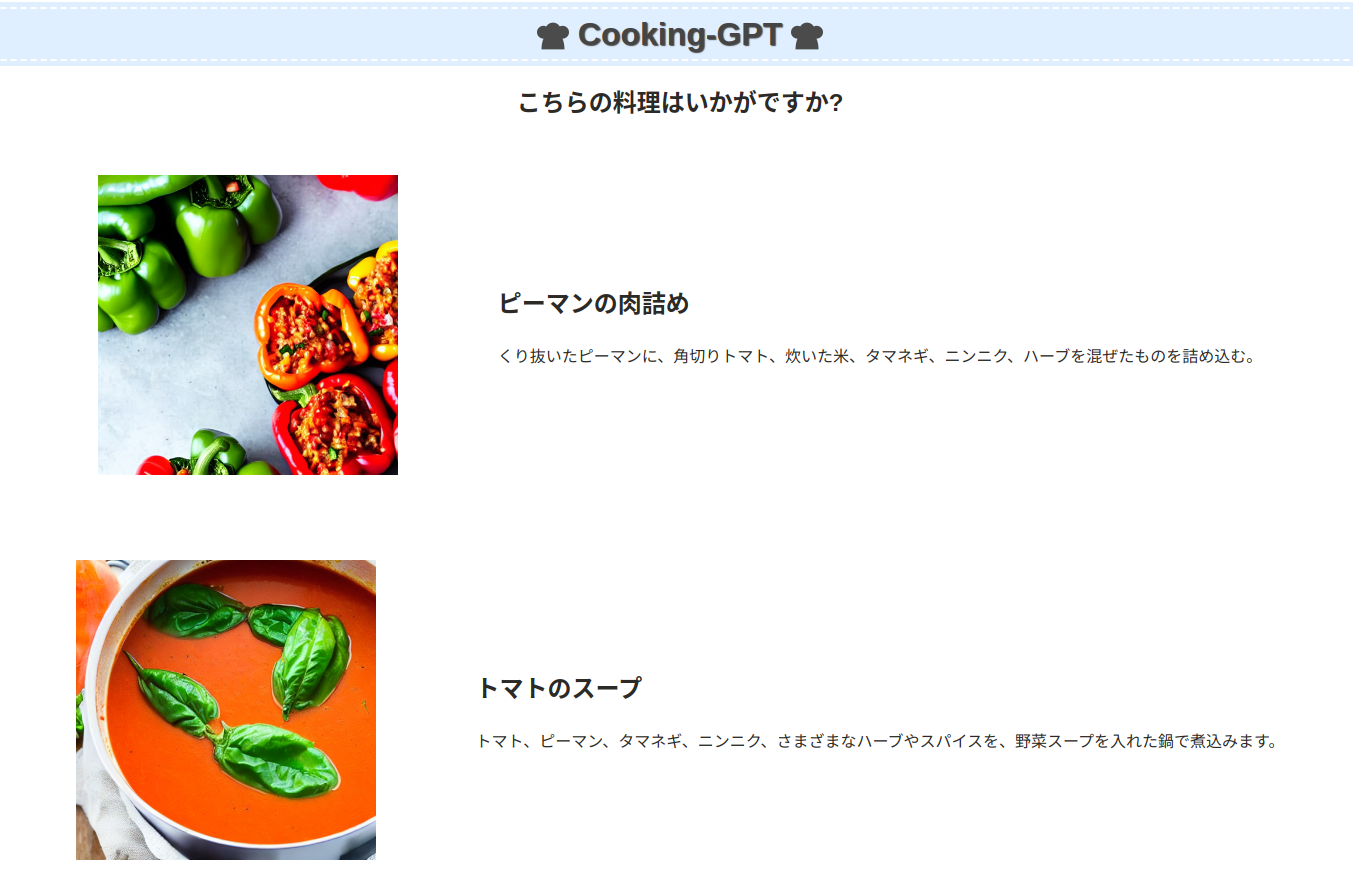 Cooking-GPT
こちらの料理はいかがですか?
ピーマンの肉詰め
くり抜いたピーマンに、角切りトマト、炊いた米、タマネギ、ニンニク、ハーブを混ぜたものを詰め込む。
トマトのスープ
トマト、ピーマン、タマネギ、ニンニク、さまざまなハーブやスパイスを、野菜スープを入れた鍋で煮込みます。